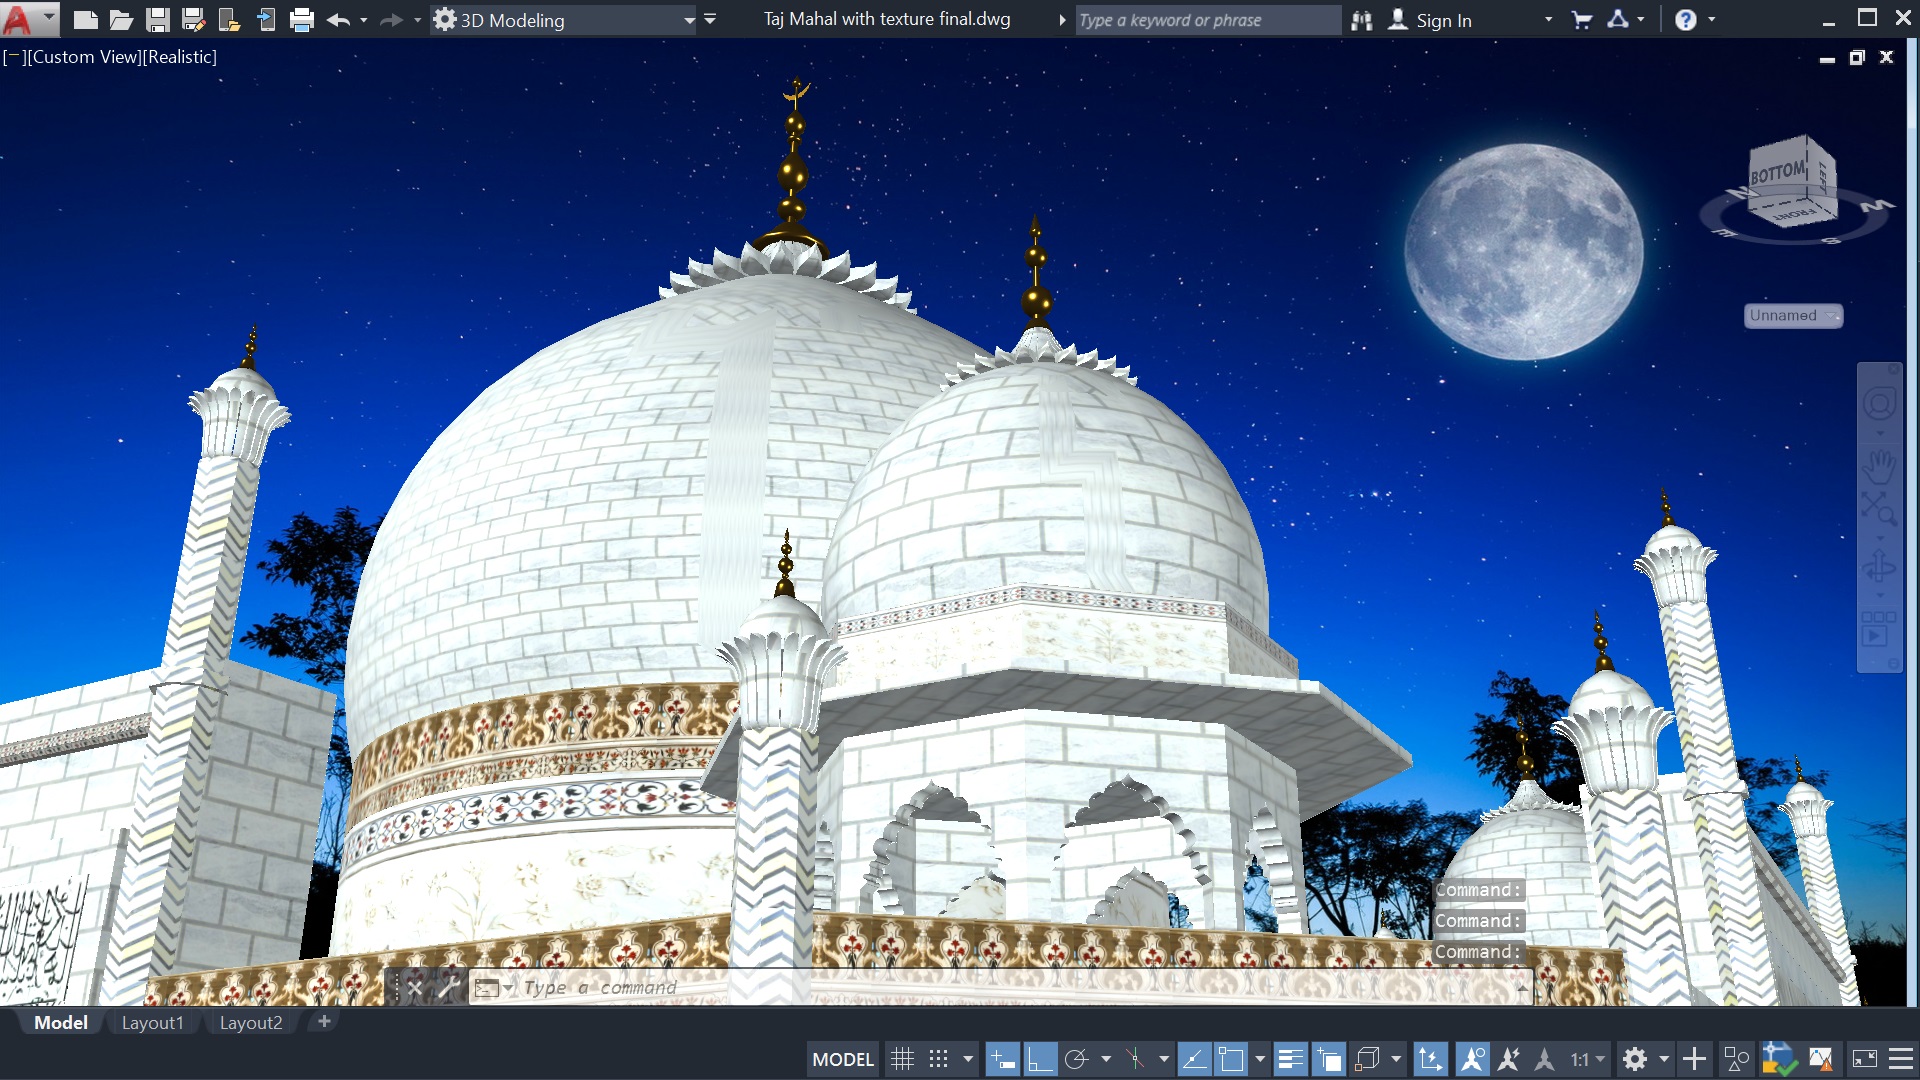 3D Modeling
Taj Mahal with texture final.dwg
Type a keyword or phrase
Sign In
[−][Custom View][Realistic]
BOTTOM
LEFT
FRONT
N
W
E
S
Unnamed
Command:
Command:
Command:
Type a command
Model
Layout1
Layout2
MODEL
1:1